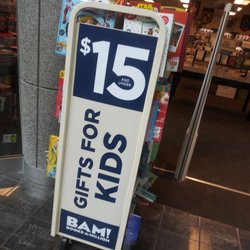 $15
AND
UNDER
GIFTS FOR
KIDS
BAM!
BOOKS-A-MILLION